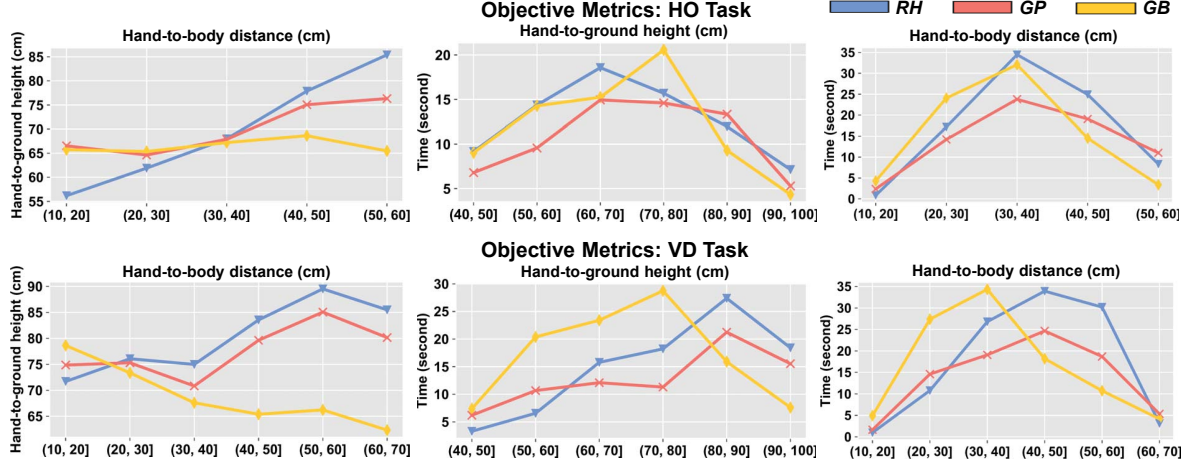 Objective Metrics: HO Task
RH GP GB
Hand-to-body distance (cm)
Hand-to-ground height (cm)
85
80
75
70
65
60
55
(10, 20] (20, 30] (30, 40] (40, 50] (50, 60]
Hand-to-ground height (cm)
Time (second)
20
15
10
5
(40, 50] (50, 60] (60, 70] (70, 80] (80, 90] (90, 100]
Hand-to-body distance (cm)
Time (second)
35
30
25
20
15
10
5
0
(10, 20] (20, 30] (30, 40] (40, 50] (50, 60]
Objective Metrics: VD Task
Hand-to-body distance (cm)
Hand-to-ground height (cm)
90
85
80
75
70
65
(10, 20] (20, 30] (30, 40] (40, 50] (50, 60] (60, 70]
Hand-to-ground height (cm)
Time (second)
30
25
20
15
10
5
(40, 50] (50, 60] (60, 70] (70, 80] (80, 90] (90, 100]
Hand-to-body distance (cm)
Time (second)
35
30
25
20
15
10
5
0
(10, 20] (20, 30] (30, 40] (40, 50] (50, 60] (60, 70]